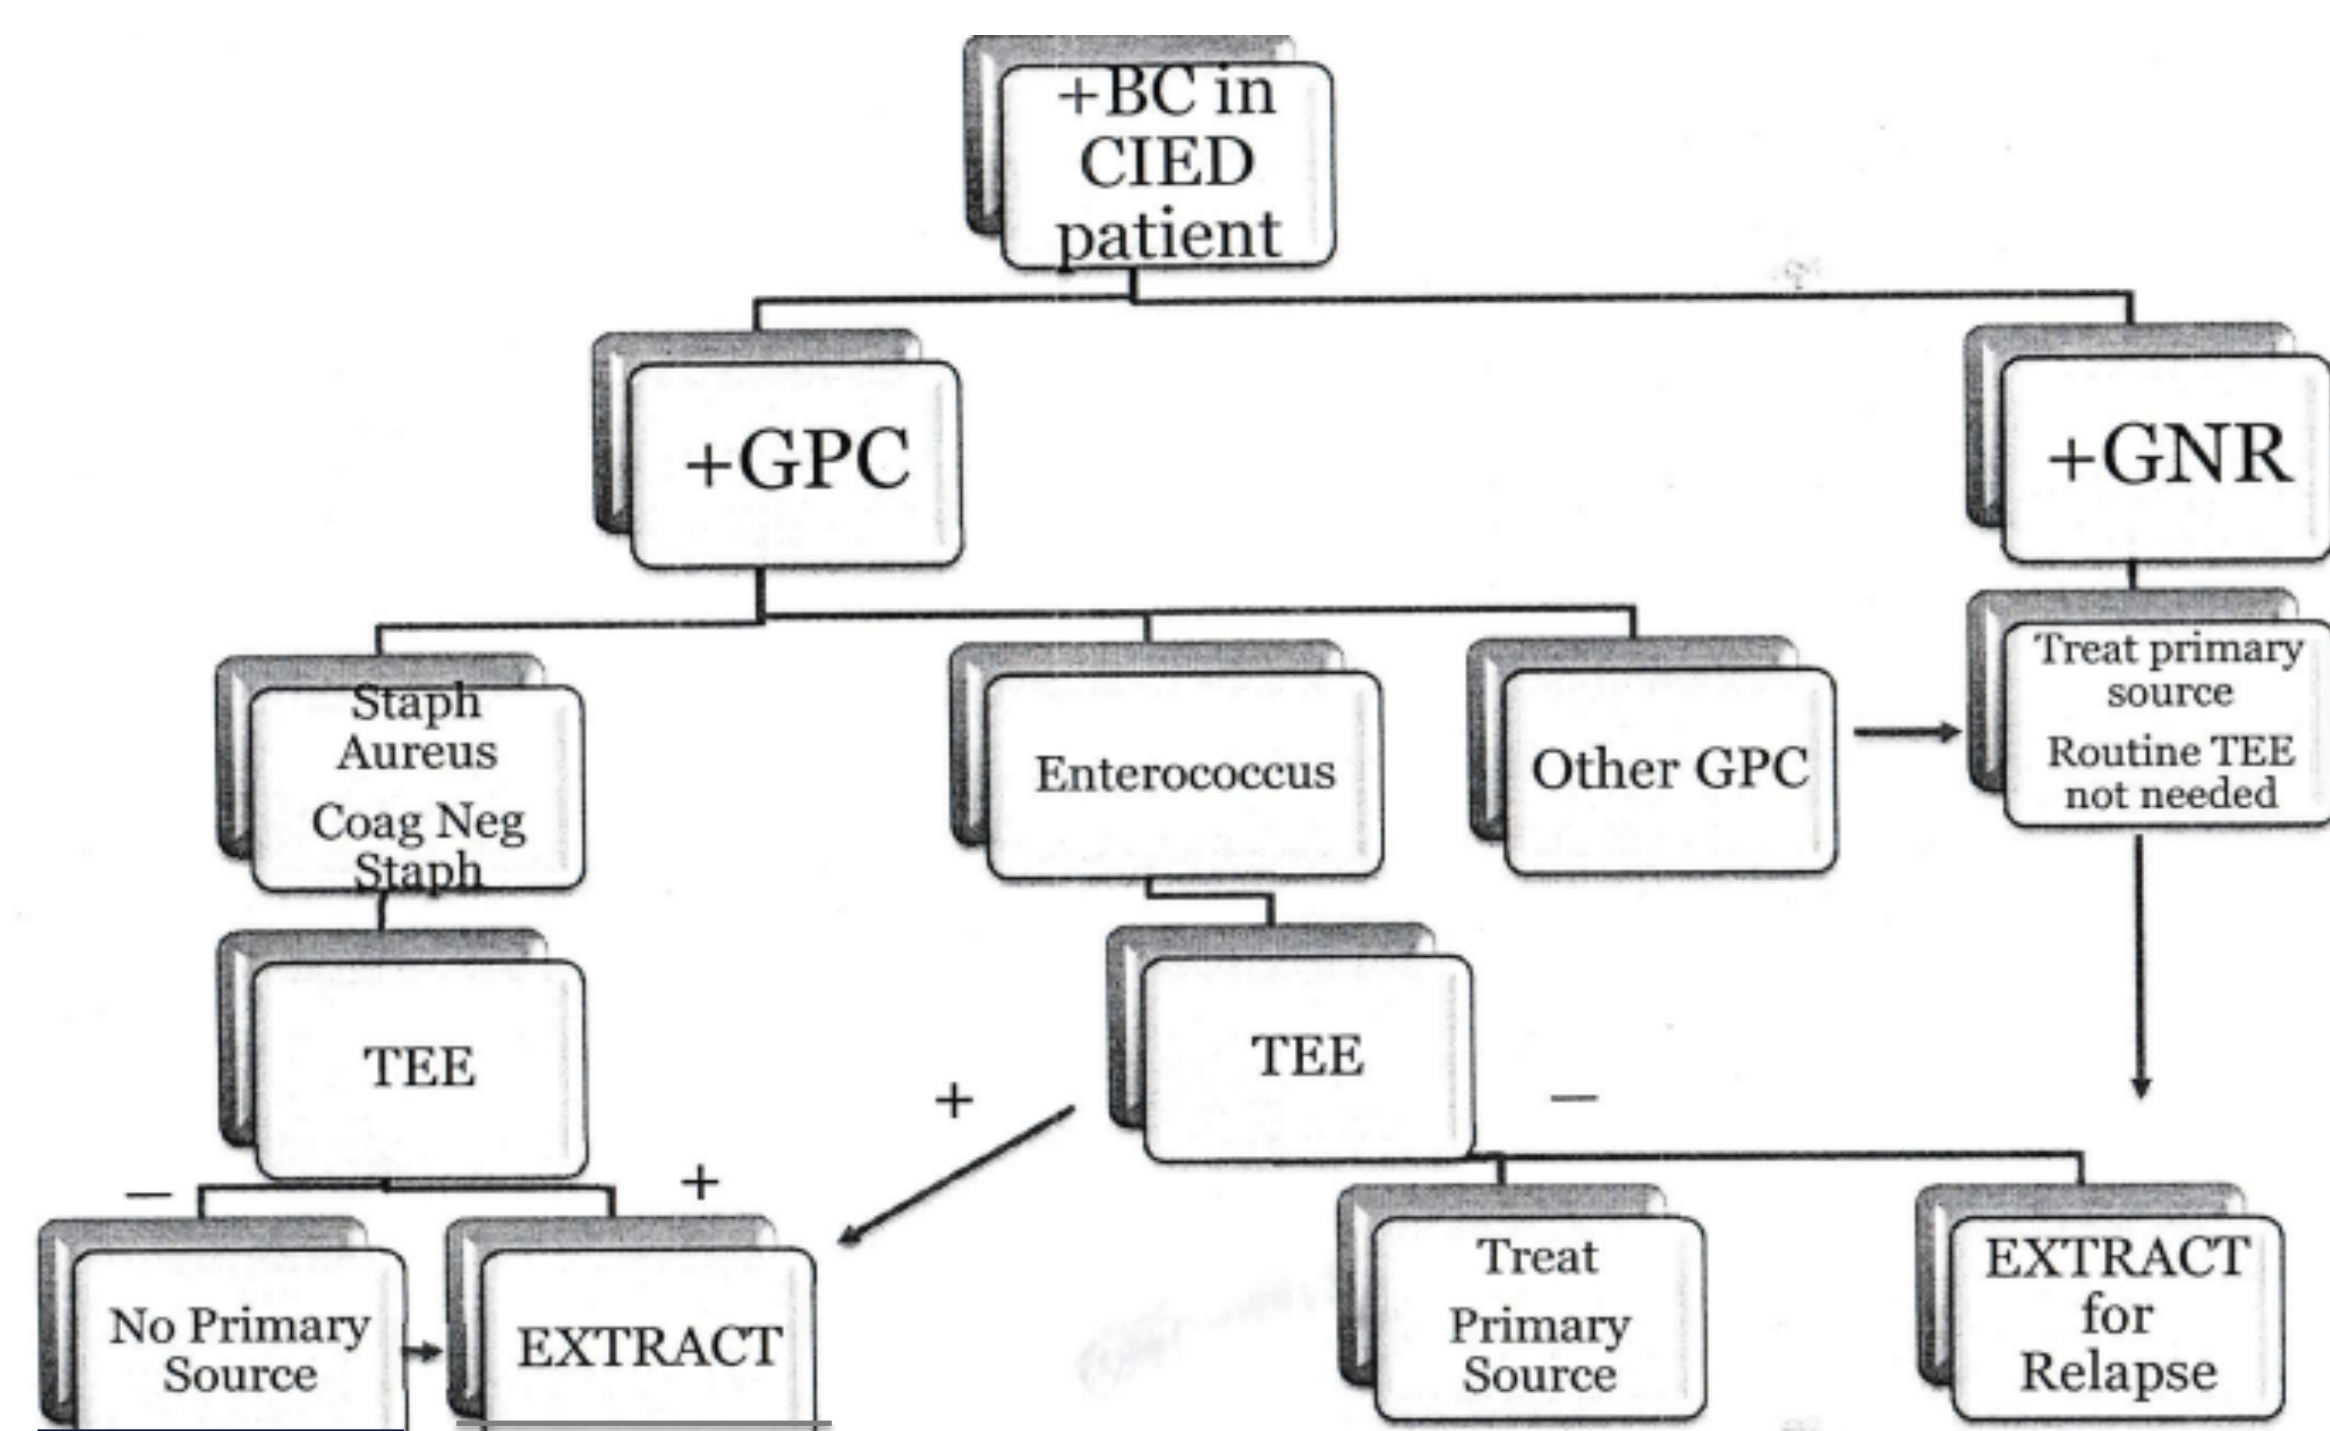 +BC in
CIED
patient
+GPC
+GNR
Staph
Aureus
Coag Neg
Staph
Enterococcus
Other GPC
Treat primary
source
Routine TEE
not needed
TEE
TEE
+
—
—
+
No Primary
Source
EXTRACT
Treat
Primary
Source
EXTRACT
for
Relapse